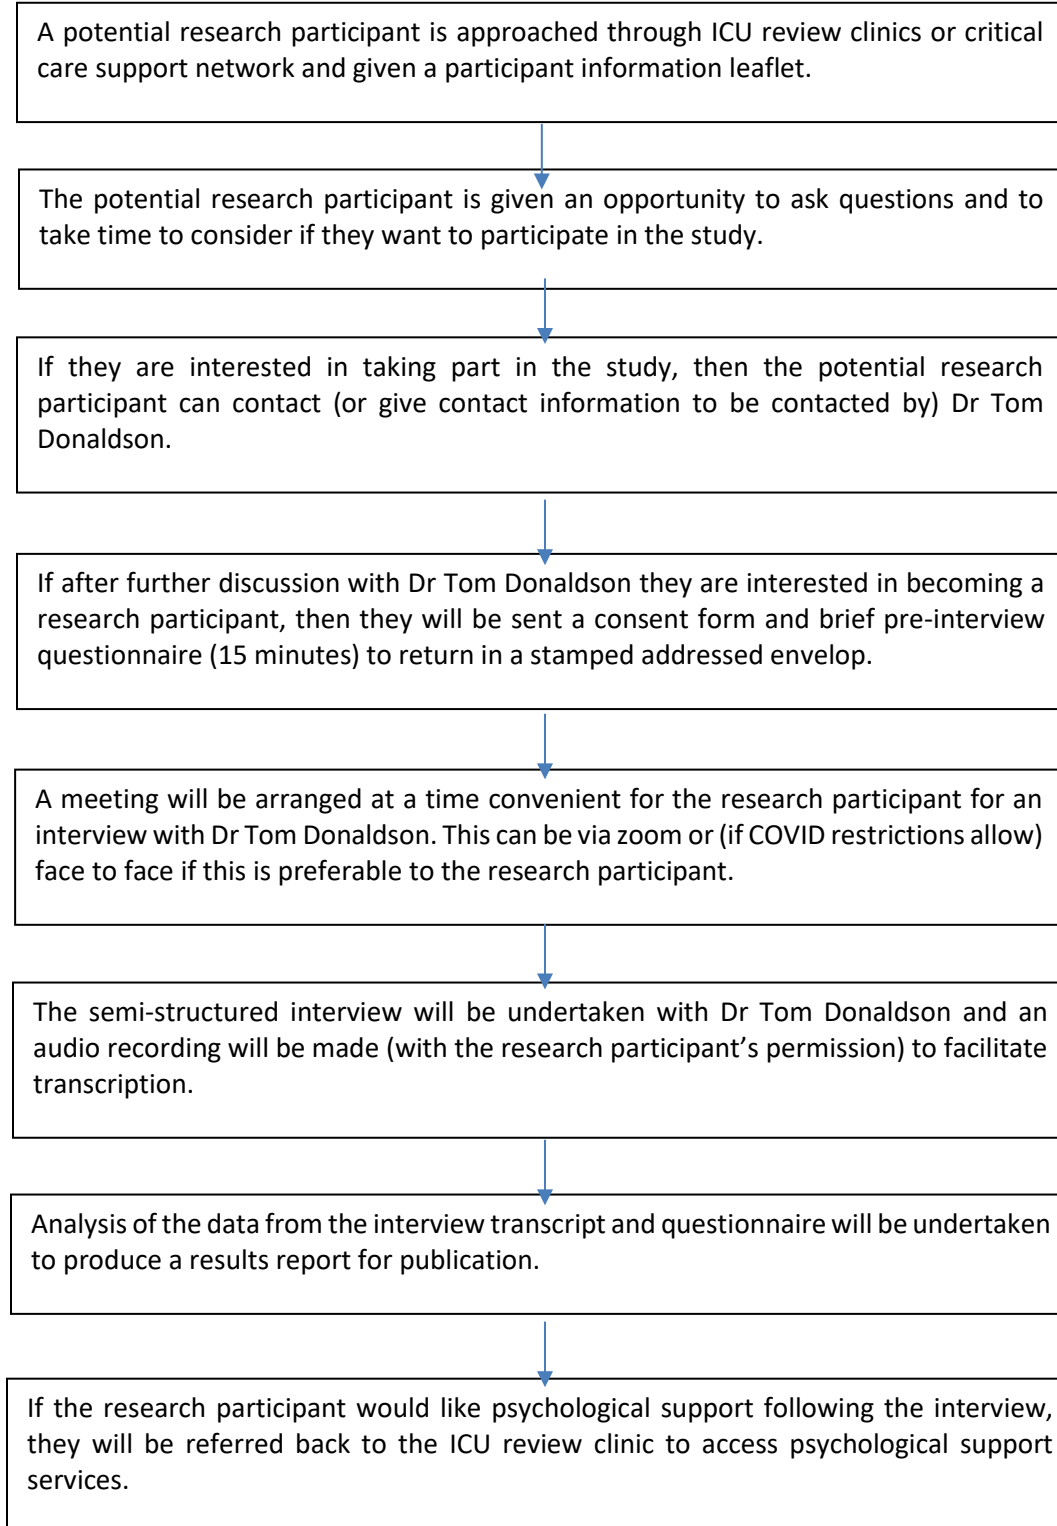 A potential research participant is approached through ICU review clinics or critical
care support network and given a participant information leaflet.
The potential research participant is given an opportunity to ask questions and to
take time to consider if they want to participate in the study.
If they are interested in taking part in the study, then the potential research
participant can contact (or give contact information to be contacted by) Dr Tom
Donaldson.
If after further discussion with Dr Tom Donaldson they are interested in becoming a
research participant, then they will be sent a consent form and brief pre-interview
questionnaire (15 minutes) to return in a stamped addressed envelop.
A meeting will be arranged at a time convenient for the research participant for an
interview with Dr Tom Donaldson. This can be via zoom or (if COVID restrictions allow)
face to face if this is preferable to the research participant.
The semi-structured interview will be undertaken with Dr Tom Donaldson and an
audio recording will be made (with the research participant’s permission) to facilitate
transcription.
Analysis of the data from the interview transcript and questionnaire will be undertaken
to produce a results report for publication.
If the research participant would like psychological support following the interview,
they will be referred back to the ICU review clinic to access psychological support
services.